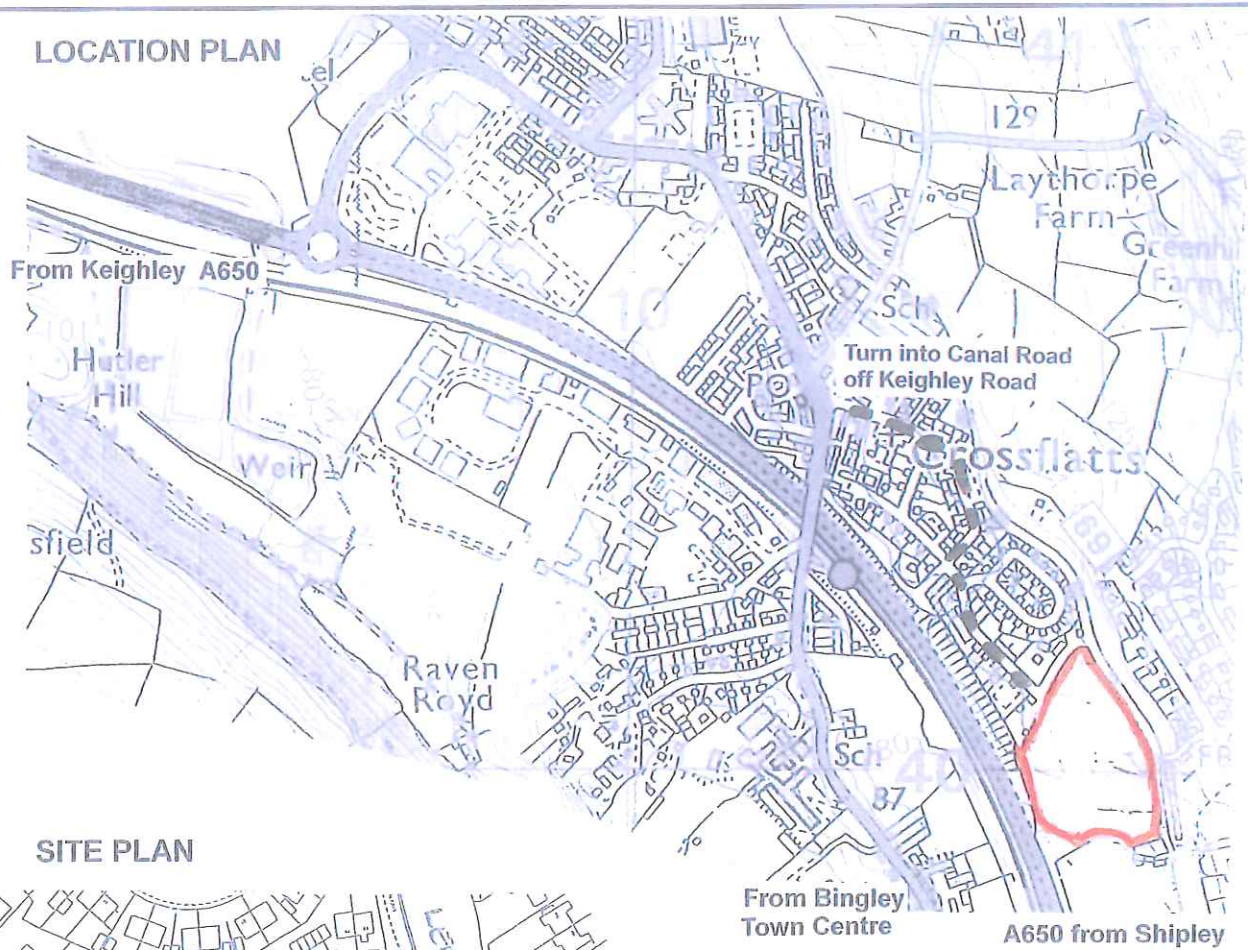 LOCATION PLAN
129
Laythorpe
Farm
Greenhill
Farm
From Keighley A650
10
Sch
101
Hutler
Hill
Turn into Canal Road
off Keighley Road
PO
Crossflatts
Weir
69
sfield
Raven
Royd
Sch
40
87
SITE PLAN
From Bingley
Town Centre
A650 from Shipley